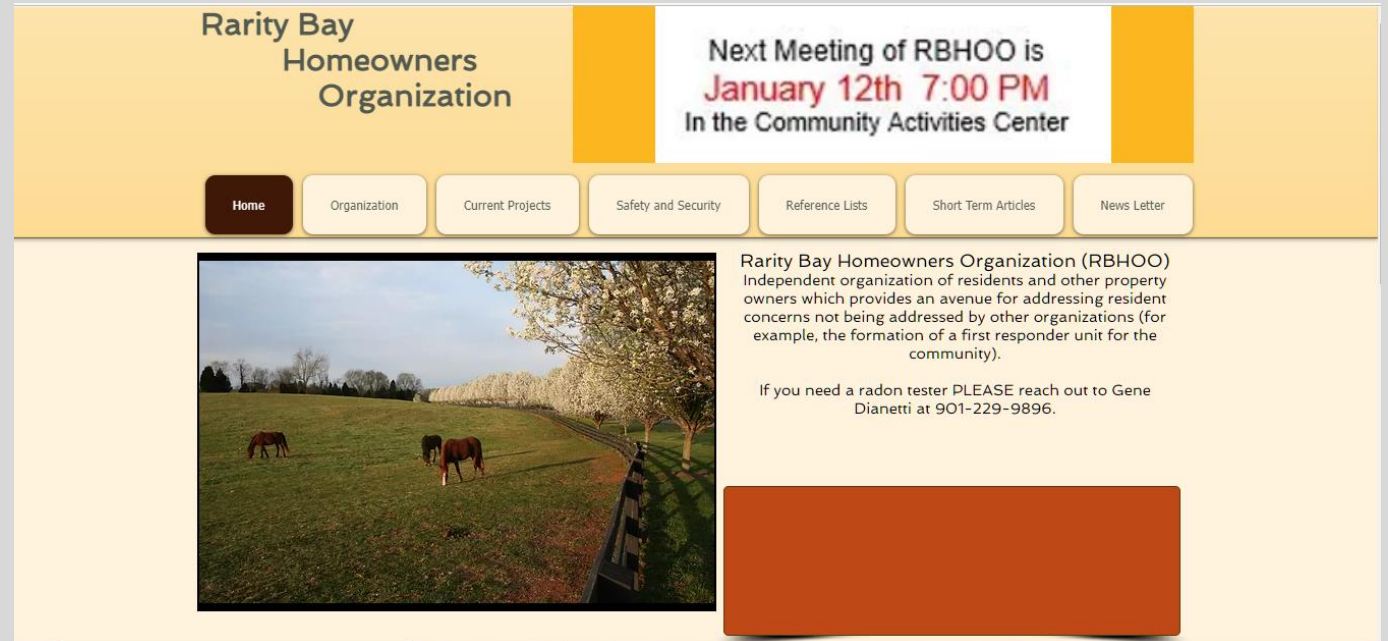 Rarity Bay
Homeowners
Organization
Next Meeting of RBHOO is
January 12th 7:00 PM
In the Community Activities Center
Home
Organization
Current Projects
Safety and Security
Reference Lists
Short Term Articles
News Letter
Rarity Bay Homeowners Organization (RBHOO)
Independent organization of residents and other property
owners which provides an avenue for addressing resident
concerns not being addressed by other organizations (for
example, the formation of a first responder unit for the
community).
If you need a radon tester PLEASE reach out to Gene
Dianetti at 901-229-9896.